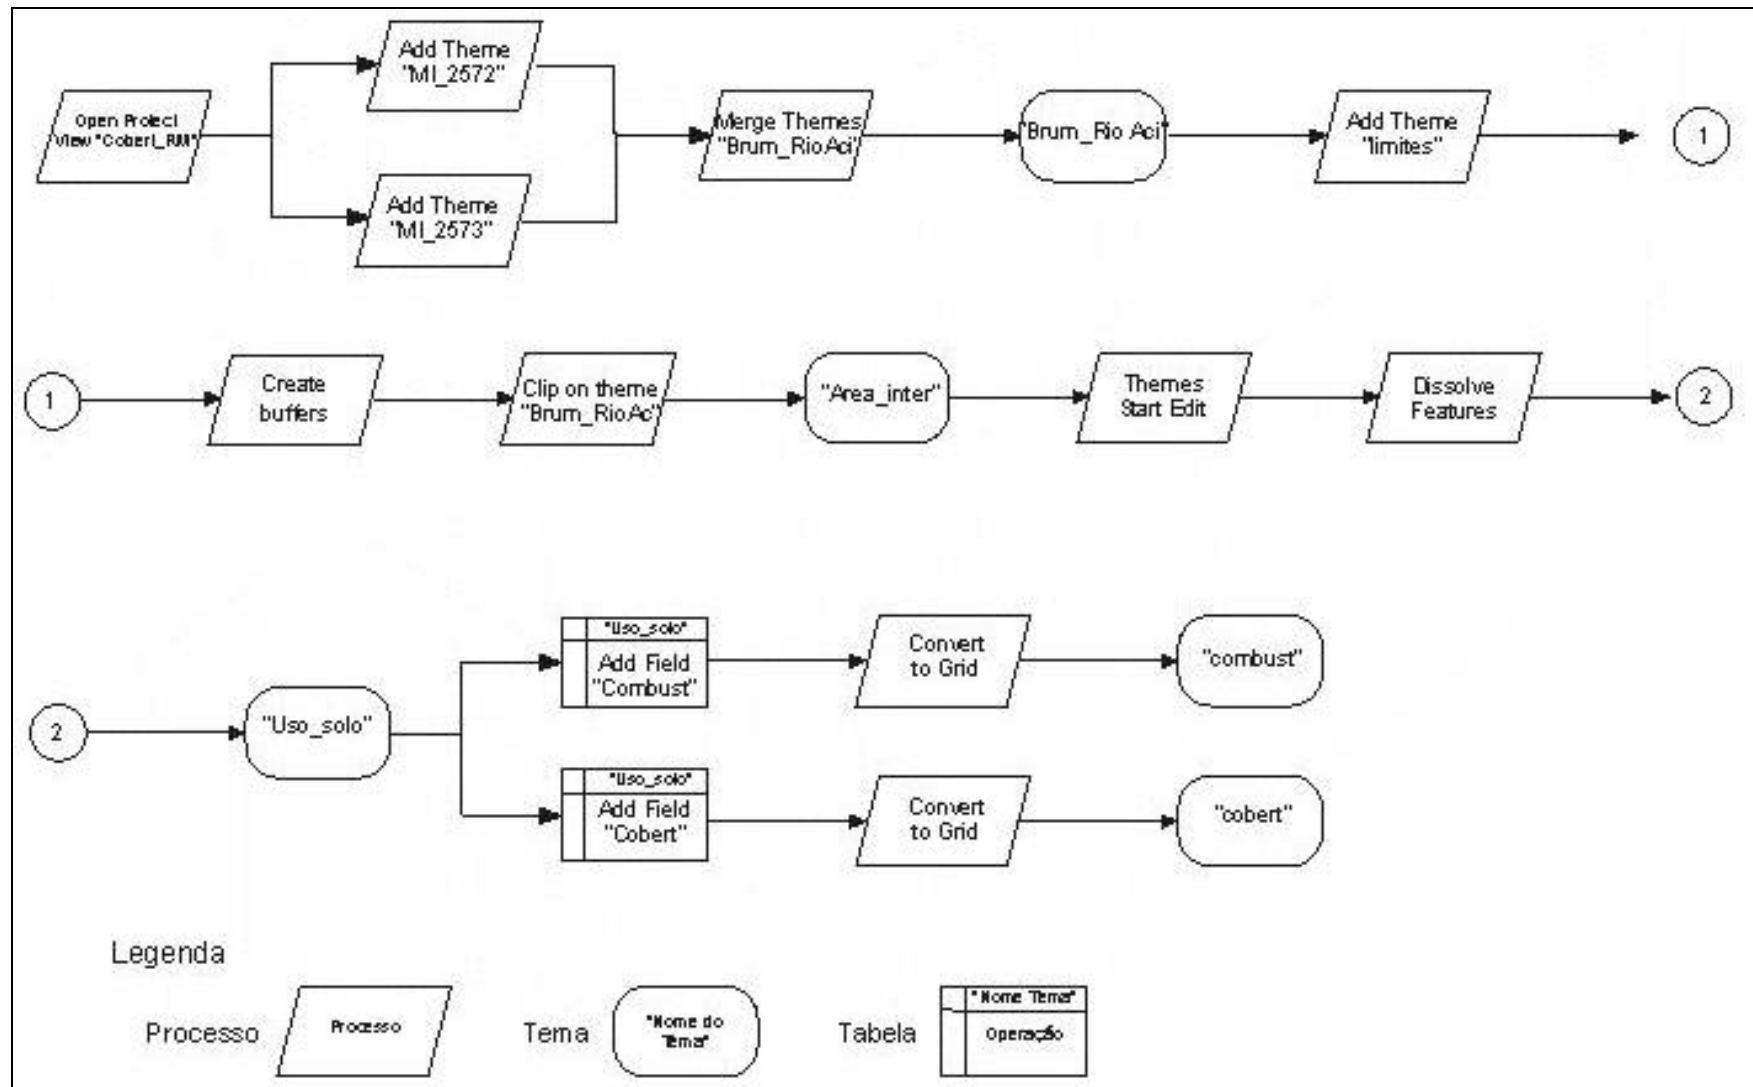 Add Theme
"MI_2572"
Open Project
View "Cobert_RM"
Merge Themes
"Brum_RioAci"
"Brum_Rio Aci"
Add Theme
"limites"
1
Add Theme
"MI_2573"
1
Create
buffers
Clip on theme
"Brum_RioAc"
"Area_inter"
Themes
Start Edit
Dissolve
Features
2
2
"Uso_solo"
"Uso_solo"
Add Field
"Combust"
Convert
to Grid
"combust"
"Uso_solo"
Add Field
"Cobert"
Convert
to Grid
"cobert"
Legenda
Processo
Processo
Tema
"Nome do
Tema"
Tabela
"Nome Tema"
Operação